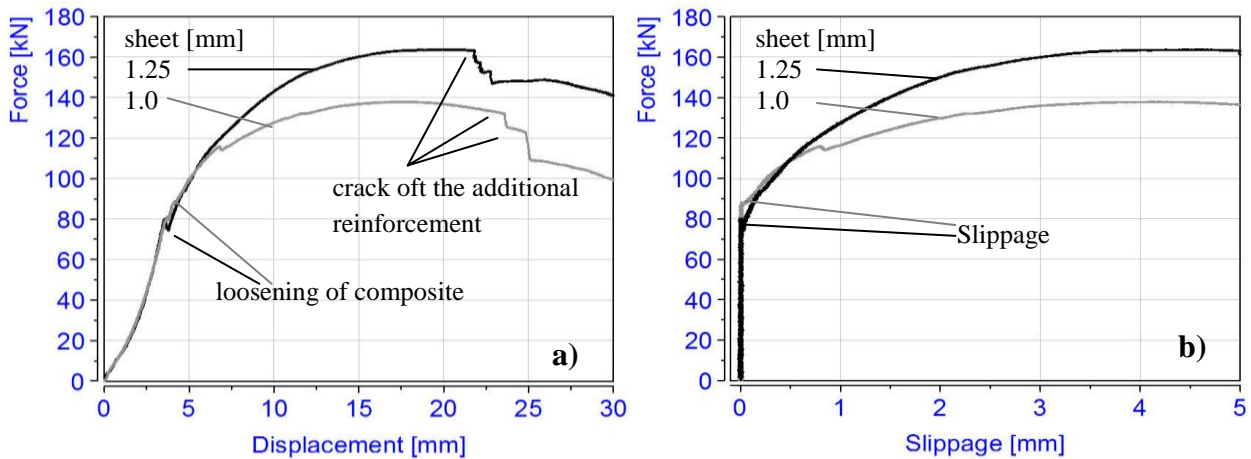 Force [kN]
180
160
140
120
100
80
60
40
20
0
sheet [mm]
1.25
1.0
crack oft the additional
reinforcement
loosening of composite
a)
0 5 10 15 20 25 30
Displacement [mm]
Force [kN]
180
160
140
120
100
80
60
40
20
0
sheet [mm]
1.25
1.0
Slippage
b)
0 1 2 3 4 5
Slippage [mm]